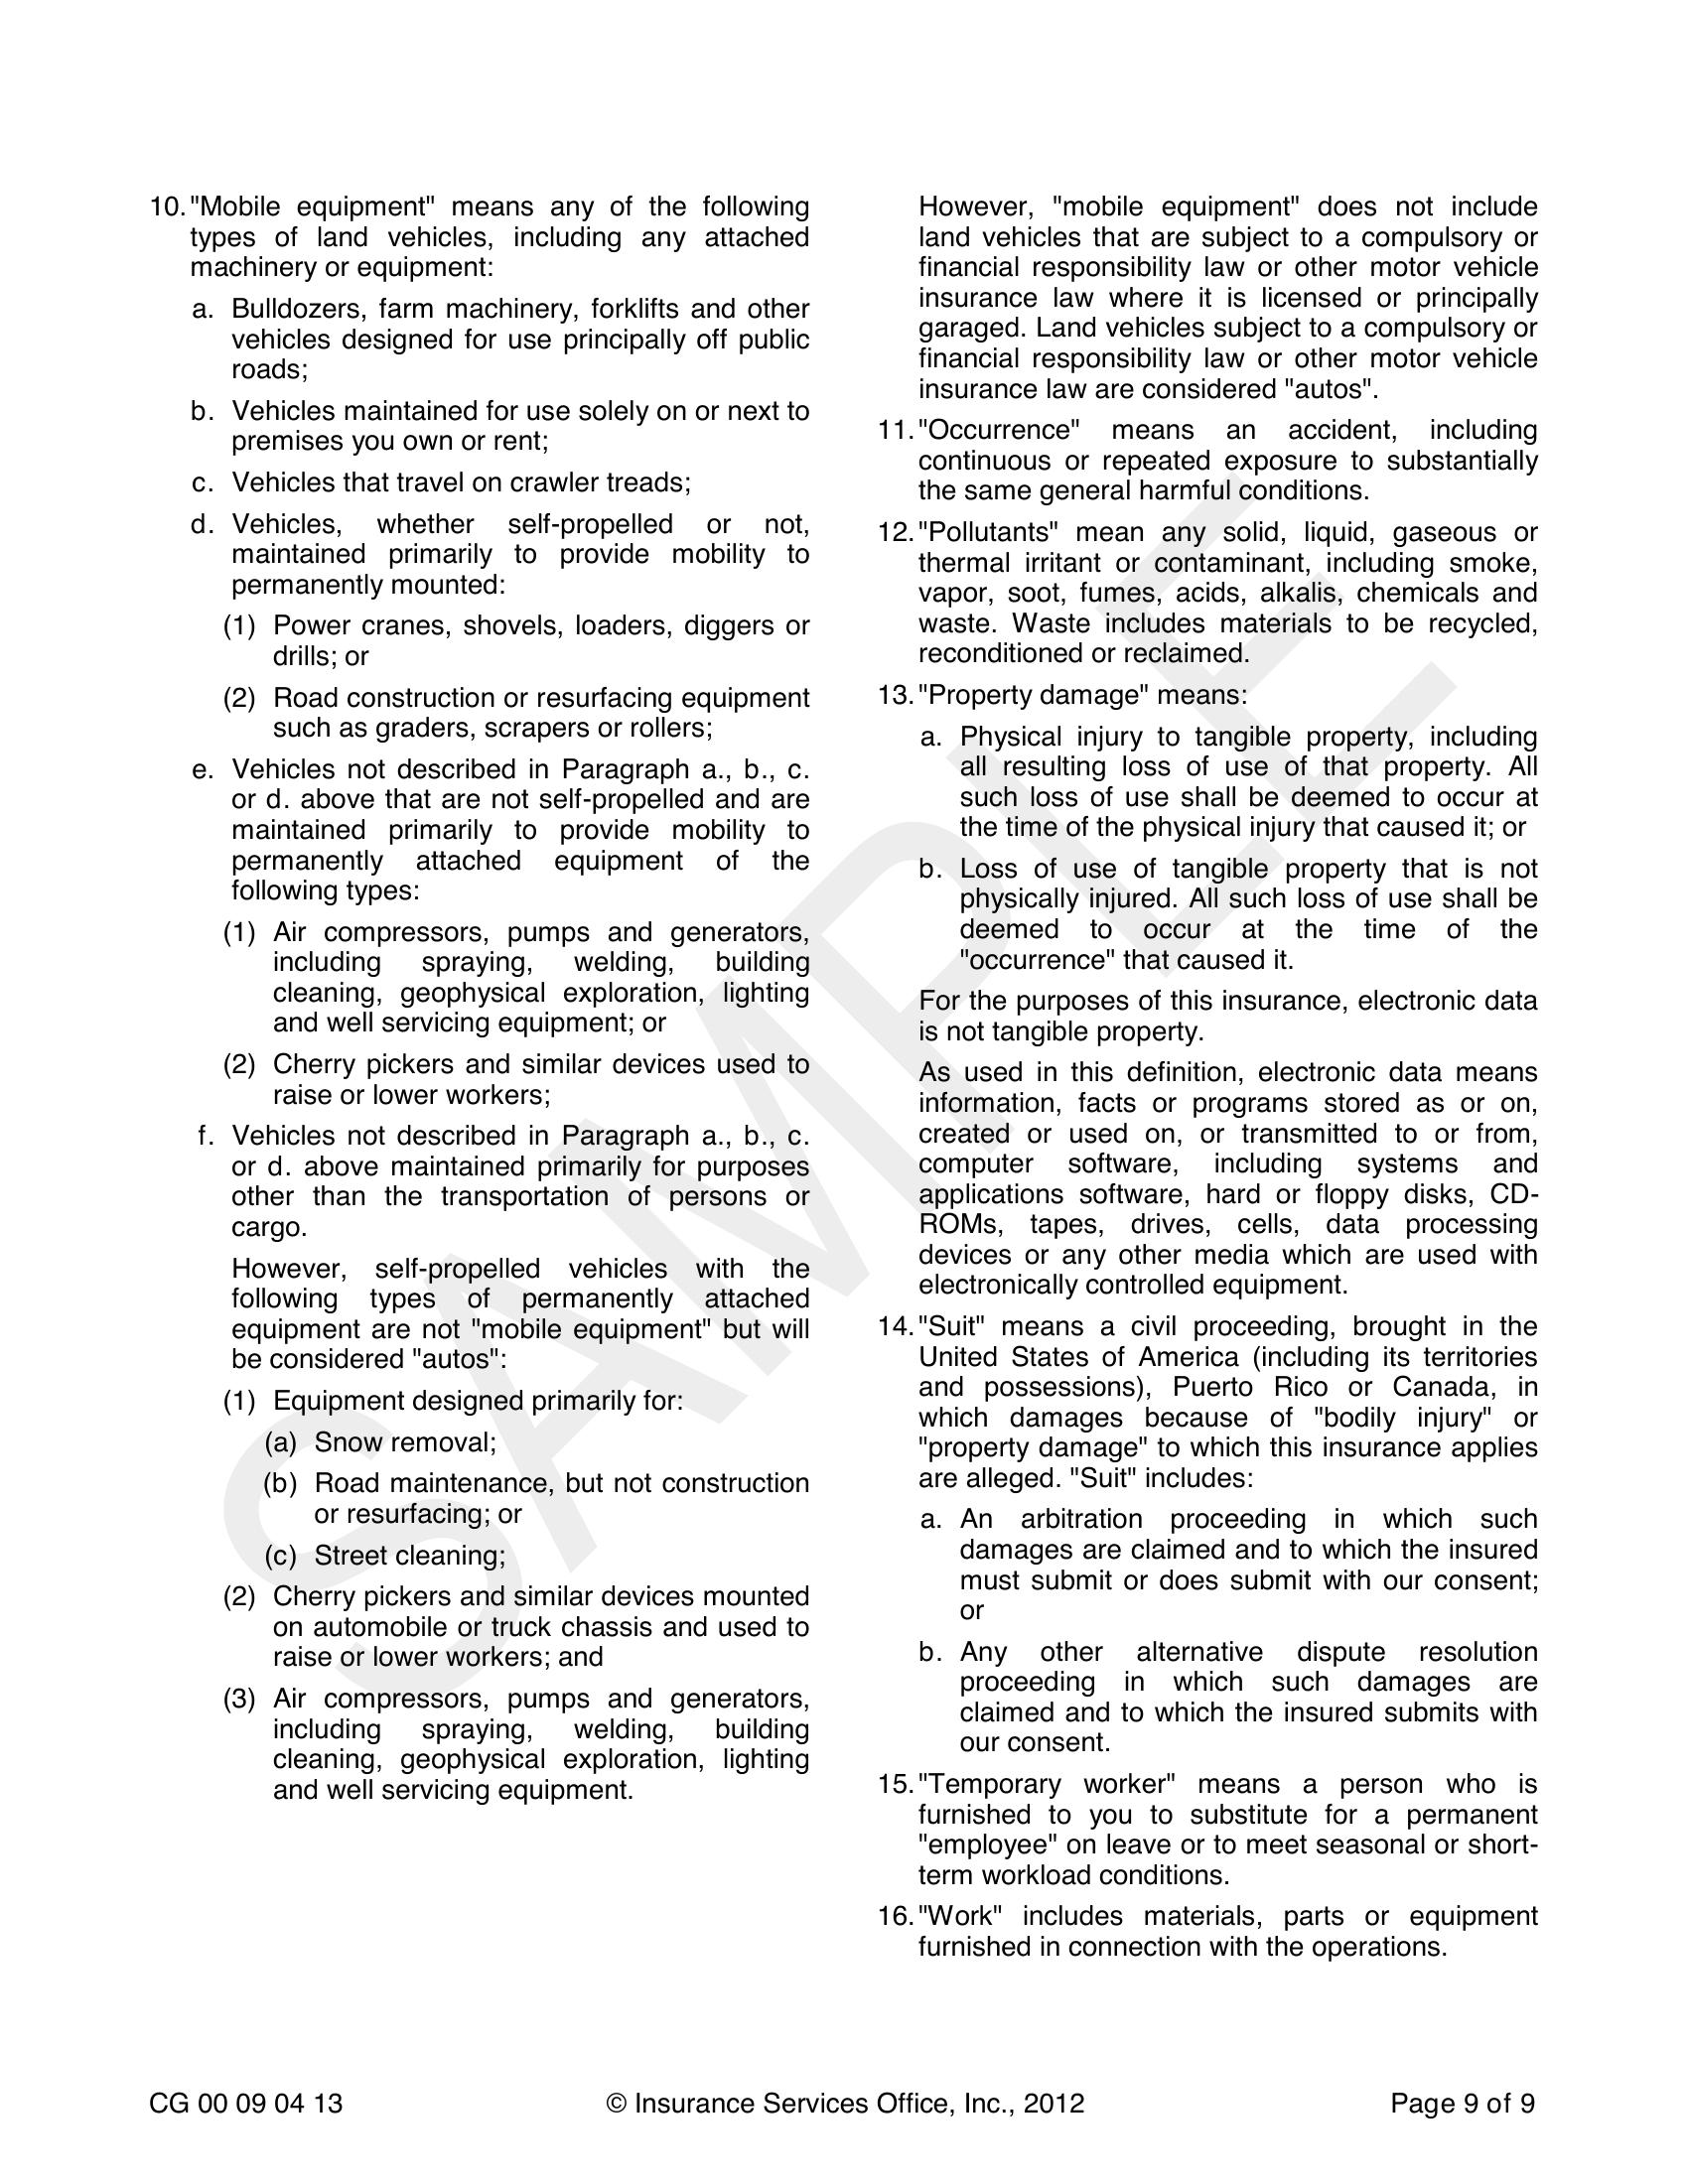 10. "Mobile equipment" means any of the following
types of land vehicles, including any attached
machinery or equipment:
a. Bulldozers, farm machinery, forklifts and other
vehicles designed for use principally off public
roads;
b. Vehicles maintained for use solely on or next to
premises you own or rent;
c. Vehicles that travel on crawler treads;
d. Vehicles, whether self-propelled or not,
maintained primarily to provide mobility to
permanently mounted:
(1) Power cranes, shovels, loaders, diggers or
drills; or
(2) Road construction or resurfacing equipment
such as graders, scrapers or rollers;
e. Vehicles not described in Paragraph a., b., c.
or d. above that are not self-propelled and are
maintained primarily to provide mobility to
permanently attached equipment of the
following types:
(1) Air compressors, pumps and generators,
including spraying, welding, building
cleaning, geophysical exploration, lighting
and well servicing equipment; or
(2) Cherry pickers and similar devices used to
raise or lower workers;
f. Vehicles not described in Paragraph a., b., c.
or d. above maintained primarily for purposes
other than the transportation of persons or
cargo.
However, self-propelled vehicles with the
following types of permanently attached
equipment are not "mobile equipment" but will
be considered "autos":
(1) Equipment designed primarily for:
(a) Snow removal;
(b) Road maintenance, but not construction
or resurfacing; or
(c) Street cleaning;
(2) Cherry pickers and similar devices mounted
on automobile or truck chassis and used to
raise or lower workers; and
(3) Air compressors, pumps and generators,
including spraying, welding, building
cleaning, geophysical exploration, lighting
and well servicing equipment.
However, "mobile equipment" does not include
land vehicles that are subject to a compulsory or
financial responsibility law or other motor vehicle
insurance law where it is licensed or principally
garaged. Land vehicles subject to a compulsory or
financial responsibility law or other motor vehicle
insurance law are considered "autos".
11. "Occurrence" means an accident, including
continuous or repeated exposure to substantially
the same general harmful conditions.
12. "Pollutants" mean any solid, liquid, gaseous or
thermal irritant or contaminant, including smoke,
vapor, soot, fumes, acids, alkalis, chemicals and
waste. Waste includes materials to be recycled,
reconditioned or reclaimed.
13. "Property damage" means:
a. Physical injury to tangible property, including
all resulting loss of use of that property. All
such loss of use shall be deemed to occur at
the time of the physical injury that caused it; or
b. Loss of use of tangible property that is not
physically injured. All such loss of use shall be
deemed to occur at the time of the
"occurrence" that caused it.
For the purposes of this insurance, electronic data
is not tangible property.
As used in this definition, electronic data means
information, facts or programs stored as or on,
created or used on, or transmitted to or from,
computer software, including systems and
applications software, hard or floppy disks, CD-
ROMs, tapes, drives, cells, data processing
devices or any other media which are used with
electronically controlled equipment.
14. "Suit" means a civil proceeding, brought in the
United States of America (including its territories
and possessions), Puerto Rico or Canada, in
which damages because of "bodily injury" or
"property damage" to which this insurance applies
are alleged. "Suit" includes:
a. An arbitration proceeding in which such
damages are claimed and to which the insured
must submit or does submit with our consent;
or
b. Any other alternative dispute resolution
proceeding in which such damages are
claimed and to which the insured submits with
our consent.
15. "Temporary worker" means a person who is
furnished to you to substitute for a permanent
"employee" on leave or to meet seasonal or short-
term workload conditions.
16. "Work" includes materials, parts or equipment
furnished in connection with the operations.
SAMPLE
CG 00 09 04 13 © Insurance Services Office, Inc., 2012 Page 9 of 9